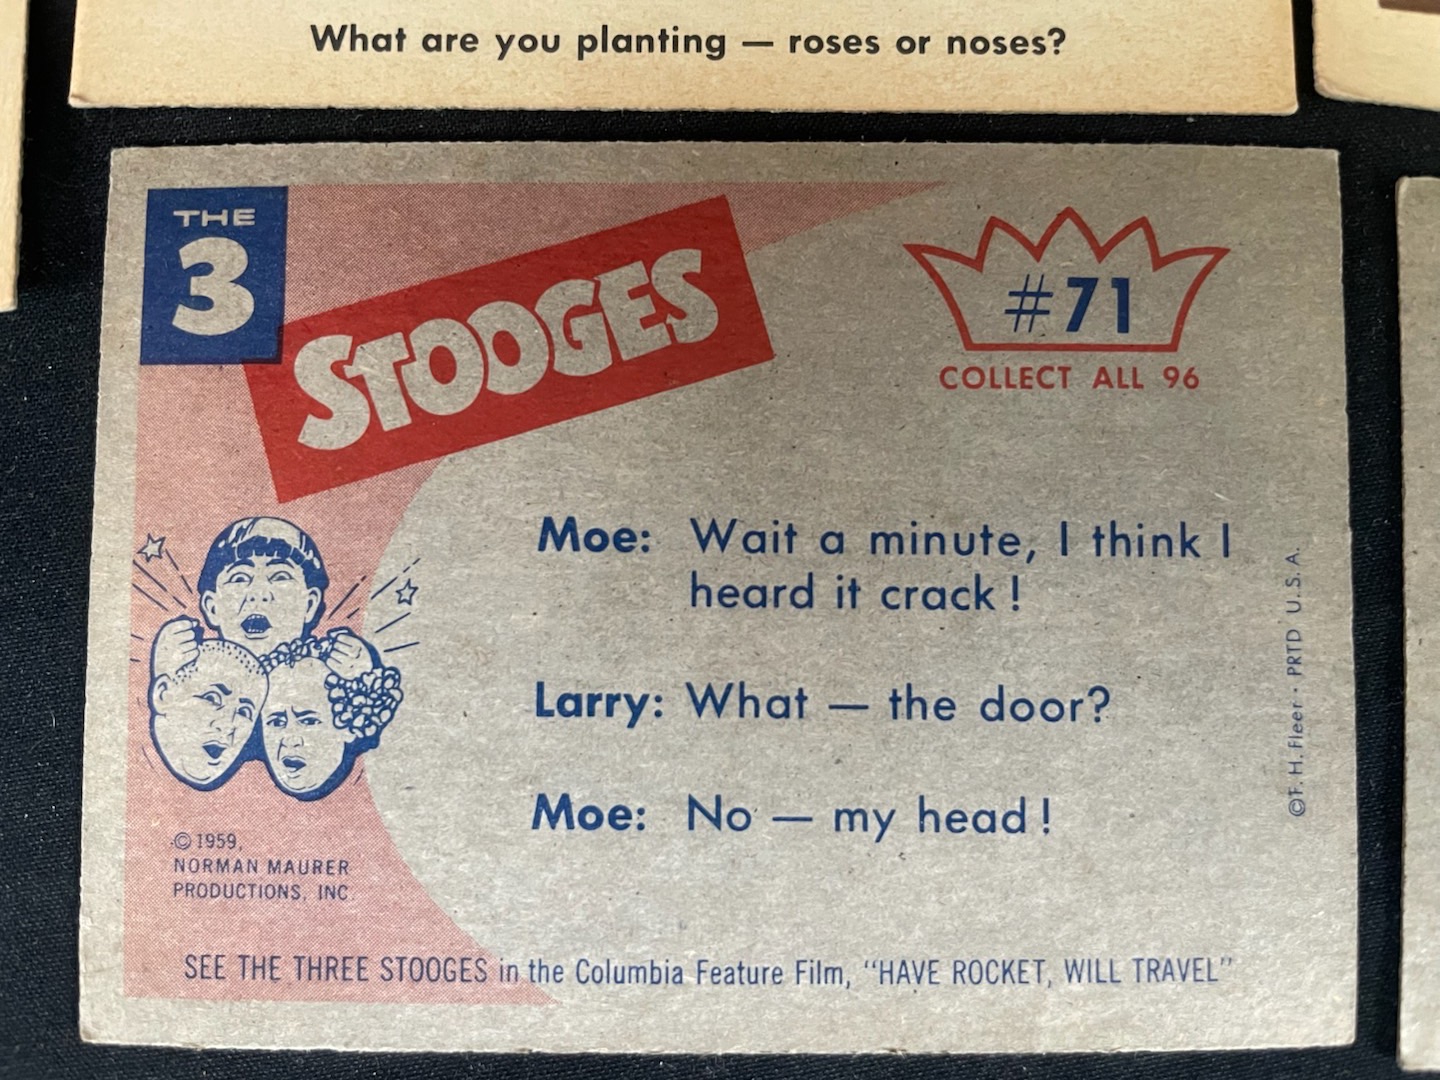 What are you planting — roses or noses?
THE
3
STOOGES
#71
COLLECT ALL 96
Moe: Wait a minute, I think I
heard it crack!
Larry: What — the door?
Moe: No — my head!
© 1959,
NORMAN MAURER
PRODUCTIONS, INC.
SEE THE THREE STOOGES in the Columbia Feature Film, "HAVE ROCKET, WILL TRAVEL"
©F. H. Fleer • PRTD U. S. A.